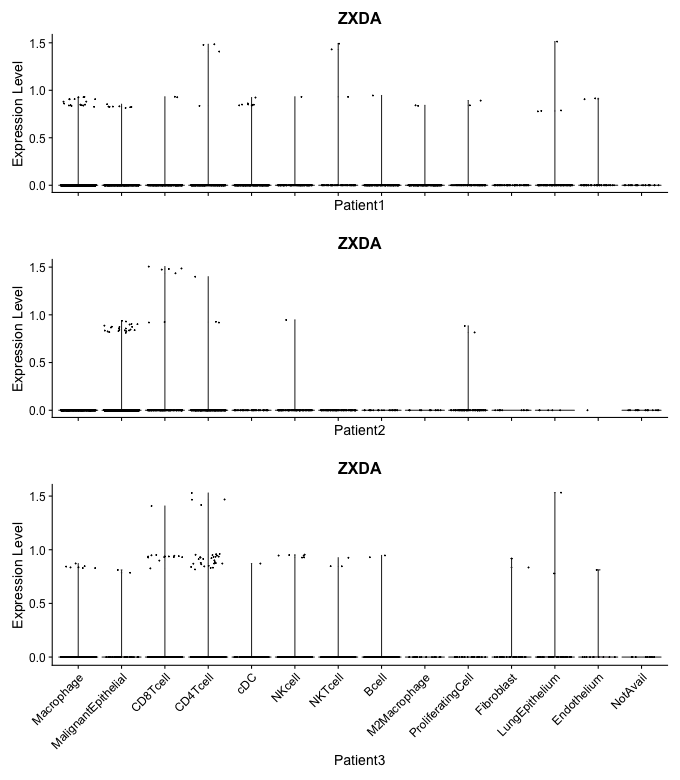 ZXDA
Expression Level
1.5
1.0
0.5
0.0
Patient1
ZXDA
Expression Level
1.5
1.0
0.5
0.0
Patient2
ZXDA
Expression Level
1.5
1.0
0.5
0.0
Macrophage
MalignantEpithelial
CD8Tcell
CD4Tcell
cDC
NKcell
NKTcell
Bcell
M2Macrophage
ProliferatingCell
Fibroblast
LungEpithelium
Endothelium
NotAvail
Patient3